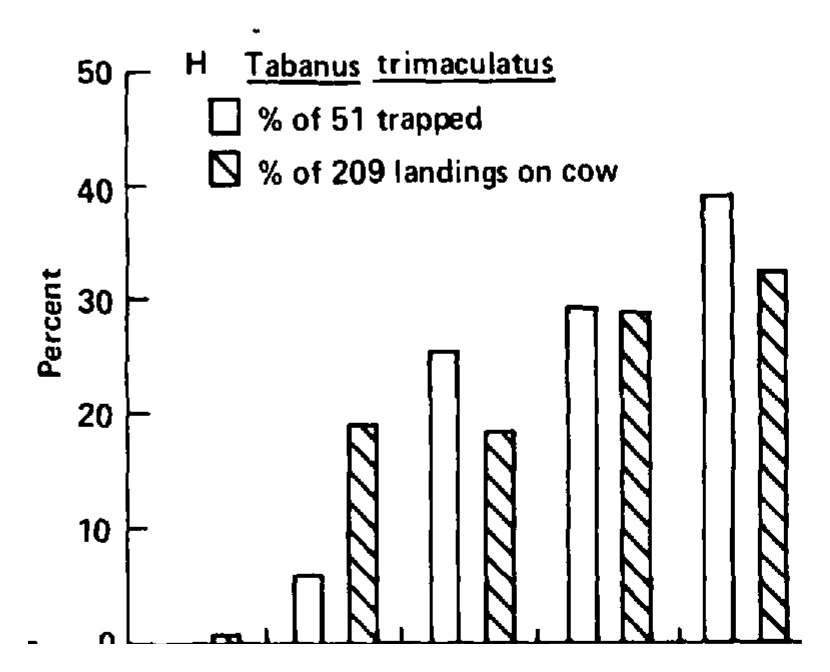 H Tabanus trimaculatus
% of 51 trapped
% of 209 landings on cow
Percent
50
40
30
20
10
0